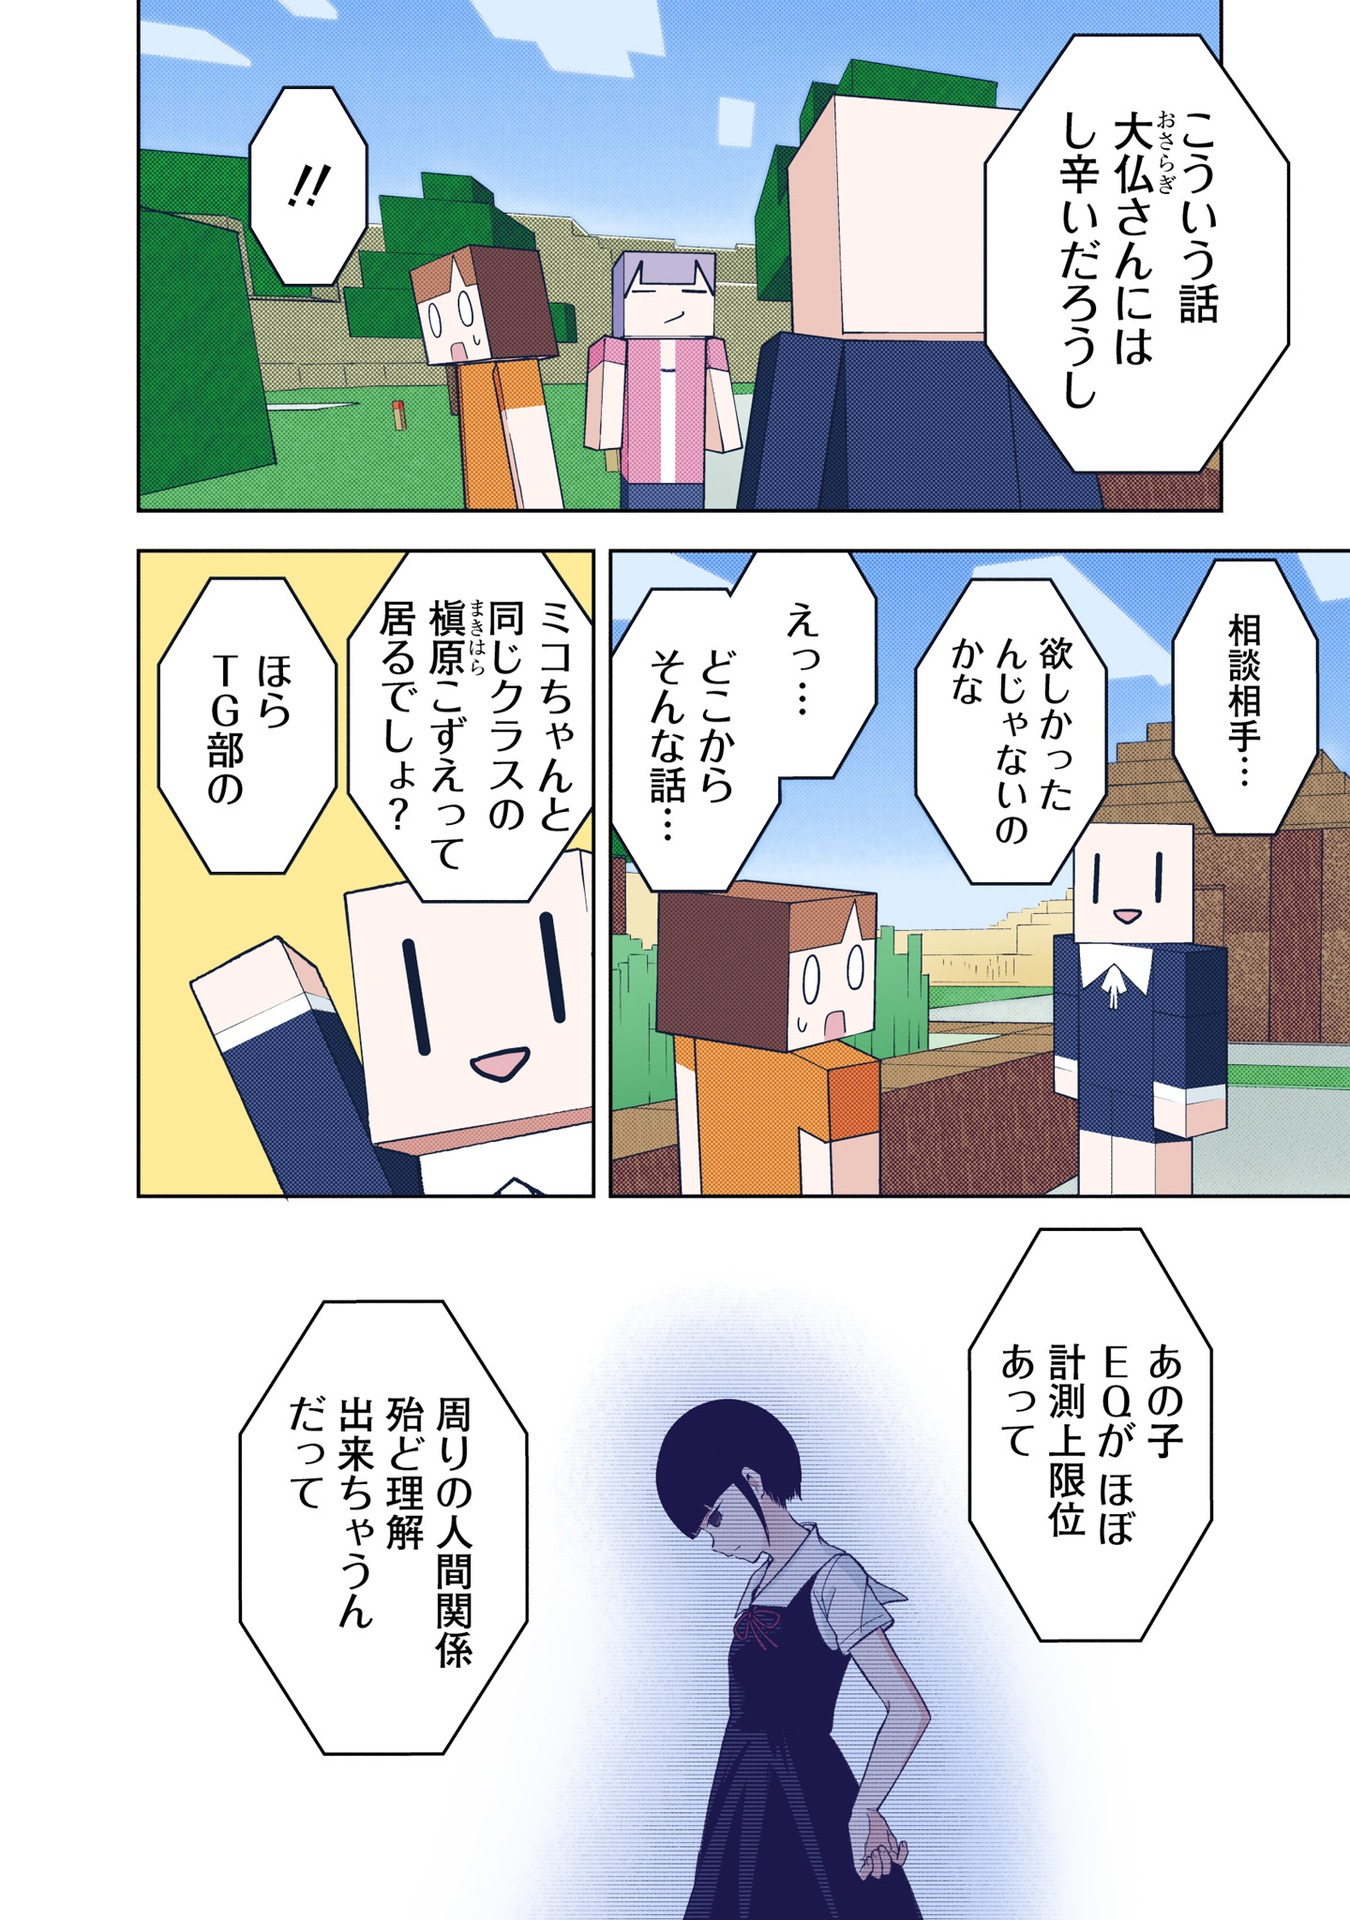 こういう話
大仏さんには
おさらぎ
し辛いだろうし
!!
相談相手…
欲しかった
んじゃないの
かな
えっ…
どこから
そんな話…
ミコちゃんと
同じクラスの
槇原こずえって
まきはら
居るでしょ?
ほら
TG部の
あの子
EQがほぼ
計測上限位
あって
周りの人間関係
殆ど理解
出来ちゃうん
だって